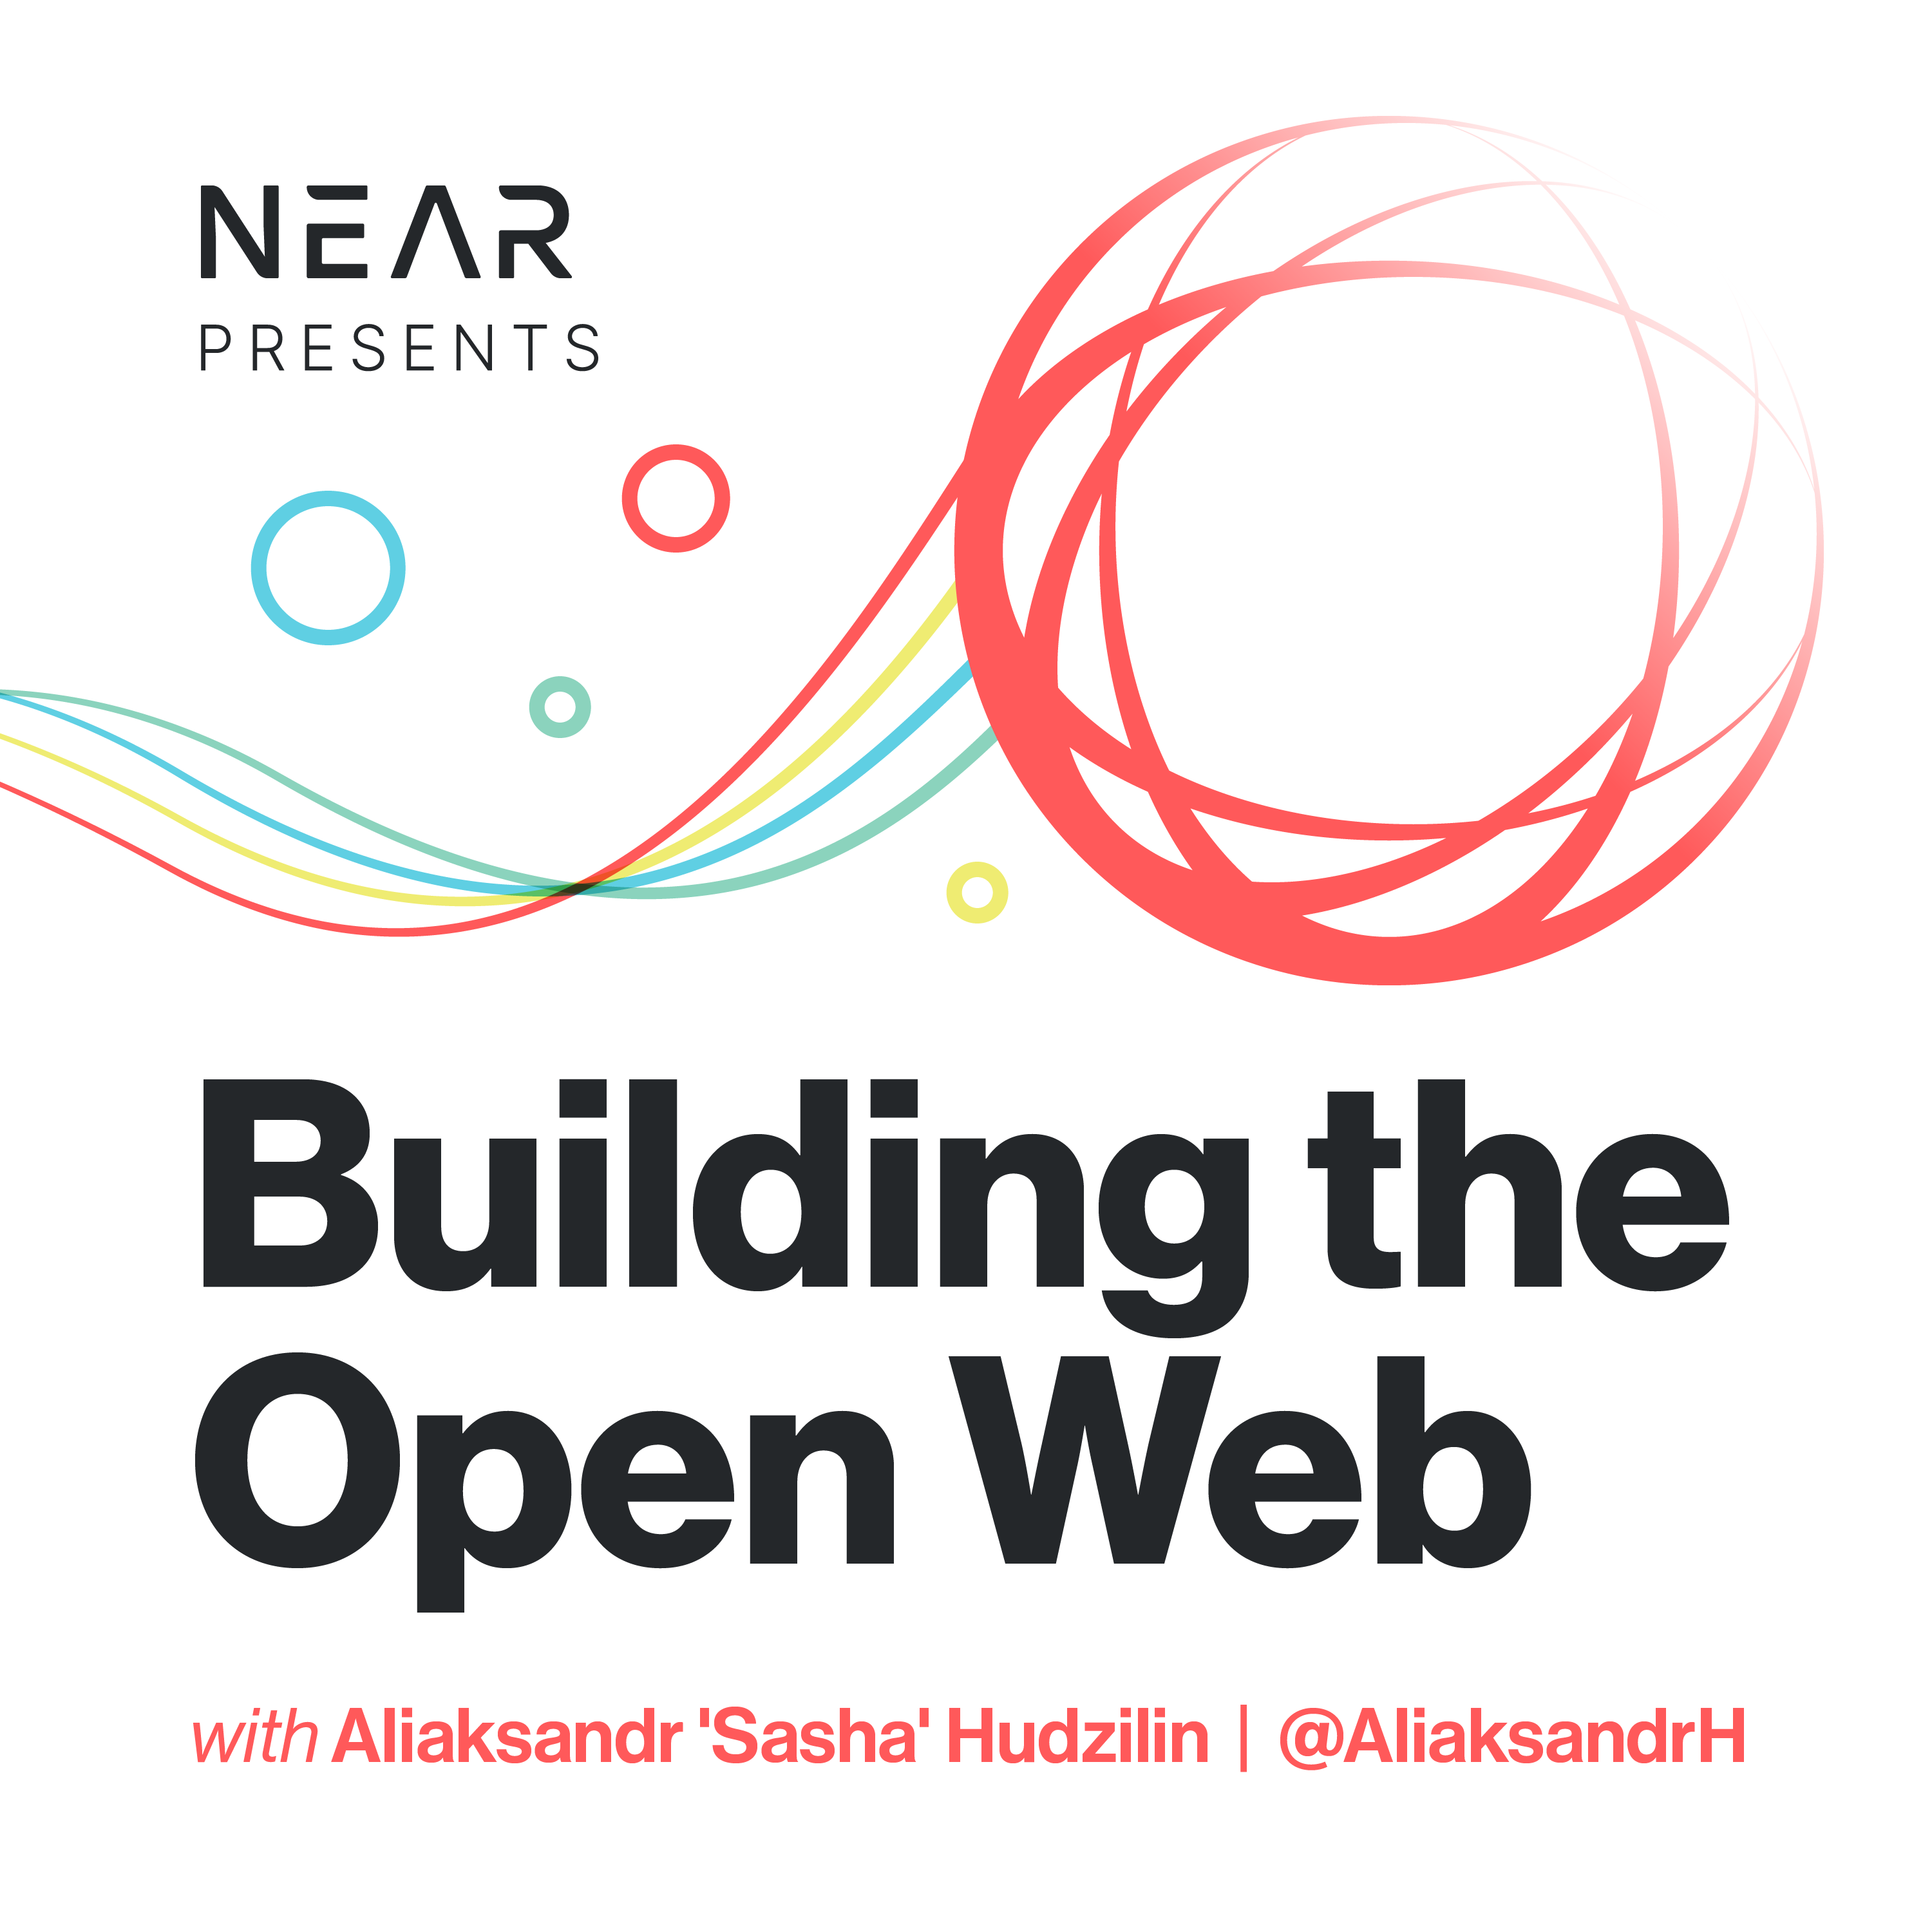 NEAR
PRESENTS
Building the
Open Web
with Aliaksandr 'Sasha' Hudzilin | @AliaksandrH